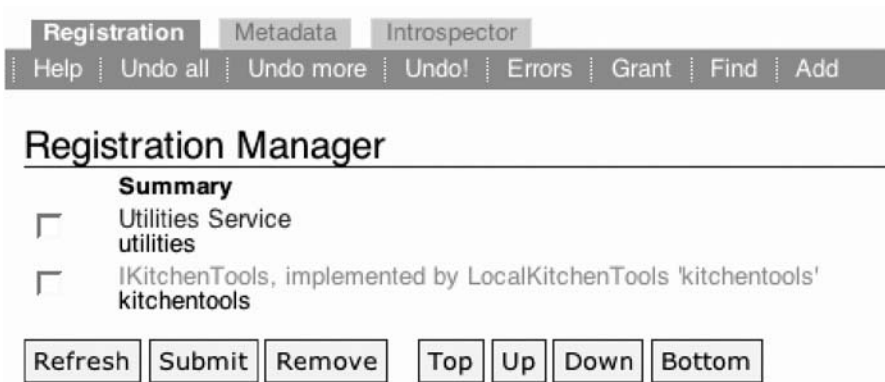 Registration Metadata Introspector
Help Undo all Undo more Undo! Errors Grant Find Add
Registration Manager
Summary
Utilities Service
utilities
IKitchenTools, implemented by LocalKitchenTools 'kitchentools'
kitchentools
Refresh Submit Remove Top Up Down Bottom